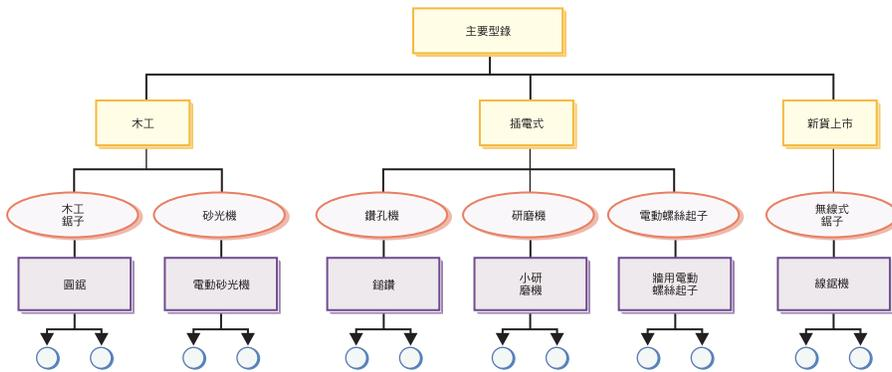 主要型錄
木工
插電式
新貨上市
木工
鋸子
砂光機
鑽孔機
研磨機
電動螺絲起子
無線式
鋸子
圓鋸
電動砂光機
鎚鑽
小研
磨機
牆用電動
螺絲起子
線鋸機